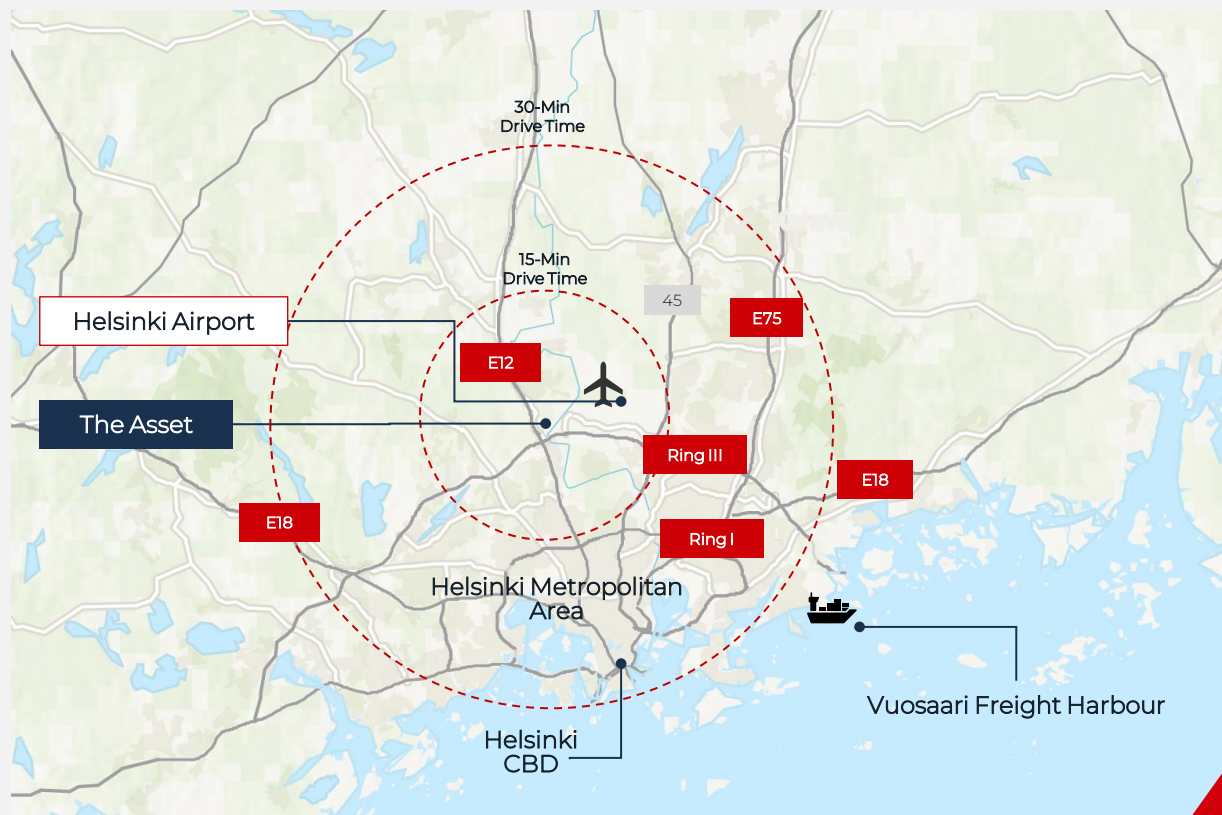 30-Min
Drive Time
15-Min
Drive Time
45
Helsinki Airport
E75
E12
The Asset
Ring III
E18
E18
Ring I
Helsinki Metropolitan
Area
Vuosaari Freight Harbour
Helsinki
CBD